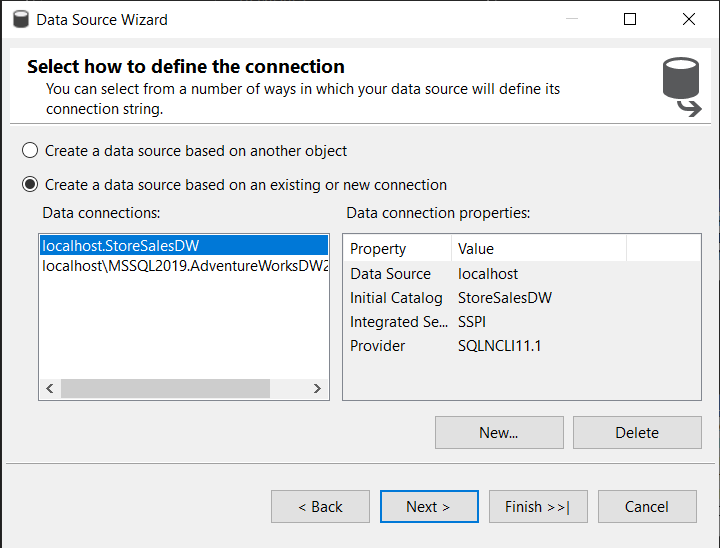 Data Source Wizard
Select how to define the connection
You can select from a number of ways in which your data source will define its
connection string.
Create a data source based on another object
Create a data source based on an existing or new connection
Data connections:
Data connection properties:
localhost.StoreSalesDW
localhost\MSSQL2019.AdventureWorksDW2
Property Value
Data Source localhost
Initial Catalog StoreSalesDW
Integrated Se... SSPI
Provider SQLNCLI11.1
New... Delete
< Back Next > Finish >>| Cancel